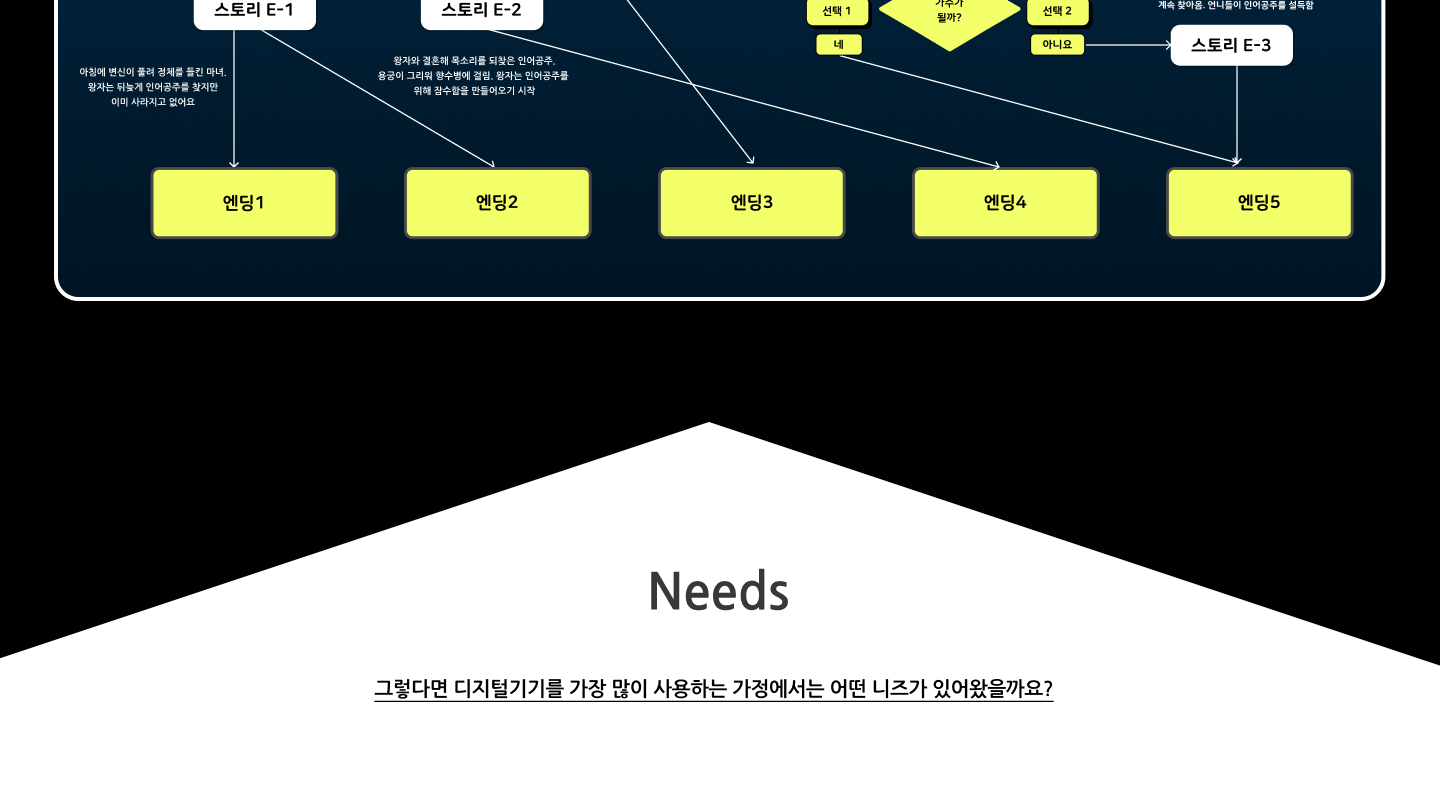 스토리 E-1
스토리 E-2
선택 1
가수가
될까?
선택 2
계속 찾아옴. 언니들이 인어공주를 설득함
네
아니요
스토리 E-3
아침에 변신이 풀려 정체를 들킨 마녀.
왕자는 뒤늦게 인어공주를 찾지만
이미 사라지고 없어요
왕자와 결혼해 목소리를 되찾은 인어공주.
용궁이 그리워 향수병에 걸림. 왕자는 인어공주를
위해 잠수함을 만들어오기 시작
엔딩1
엔딩2
엔딩3
엔딩4
엔딩5
Needs
그렇다면 디지털기기를 가장 많이 사용하는 가정에서는 어떤 니즈가 있어왔을까요?